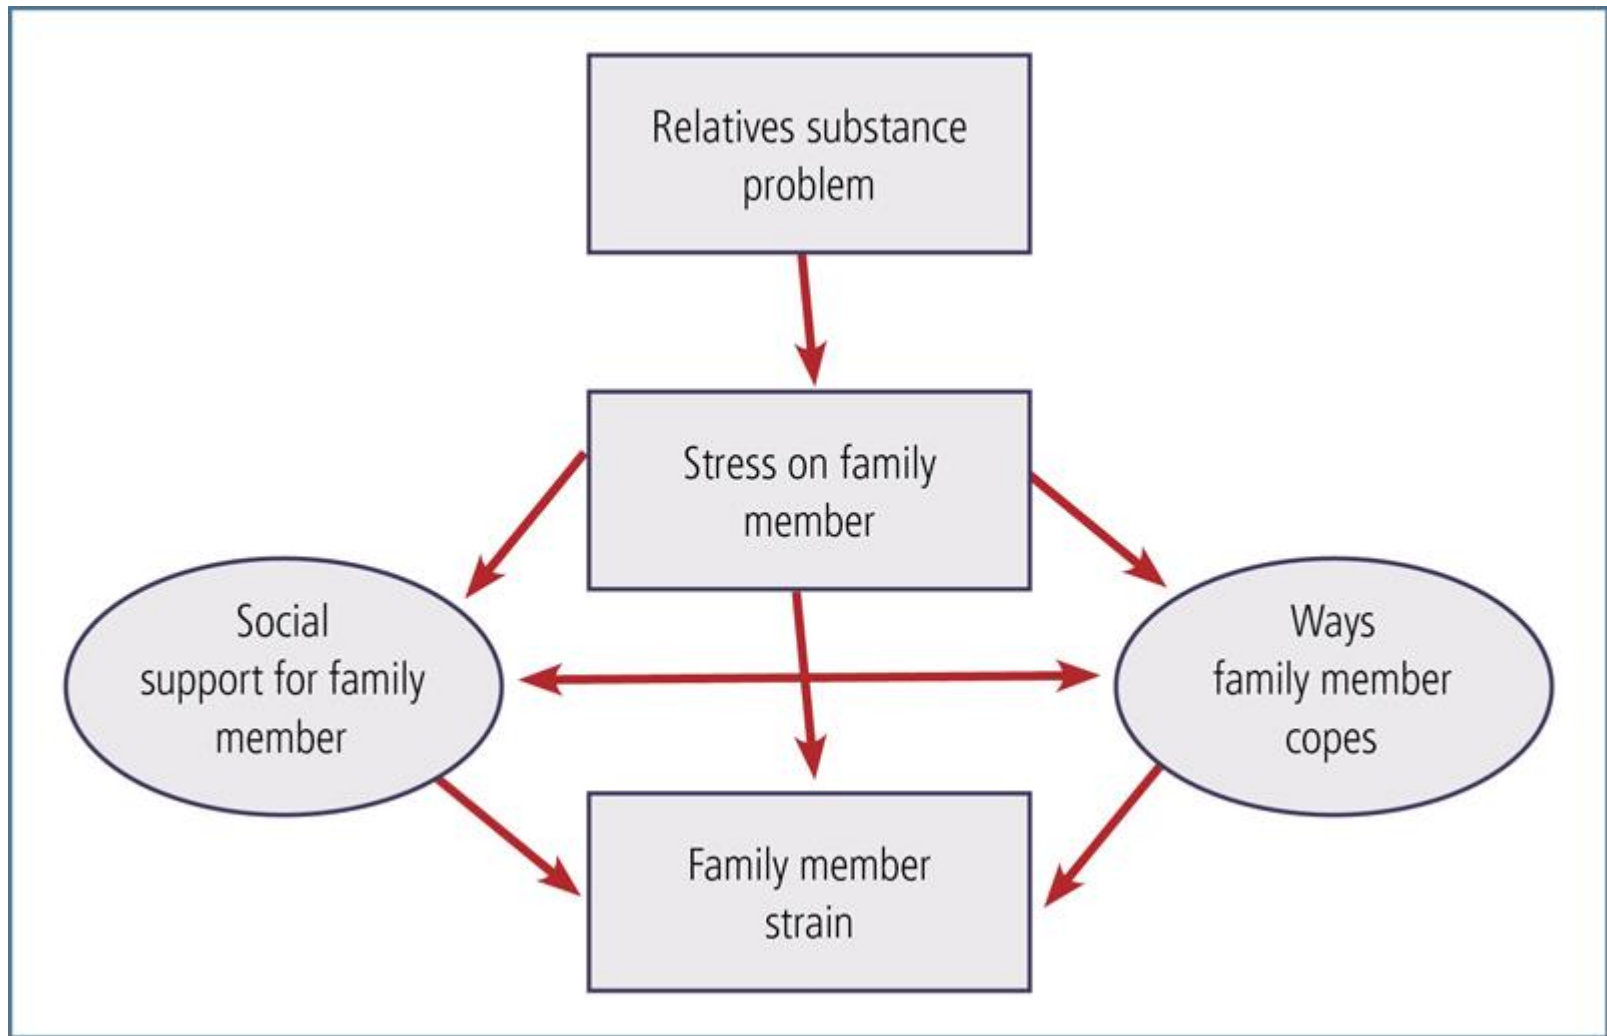 Relatives substance
problem
Stress on family
member
Social
support for family
member
Ways
family member
copes
Family member
strain